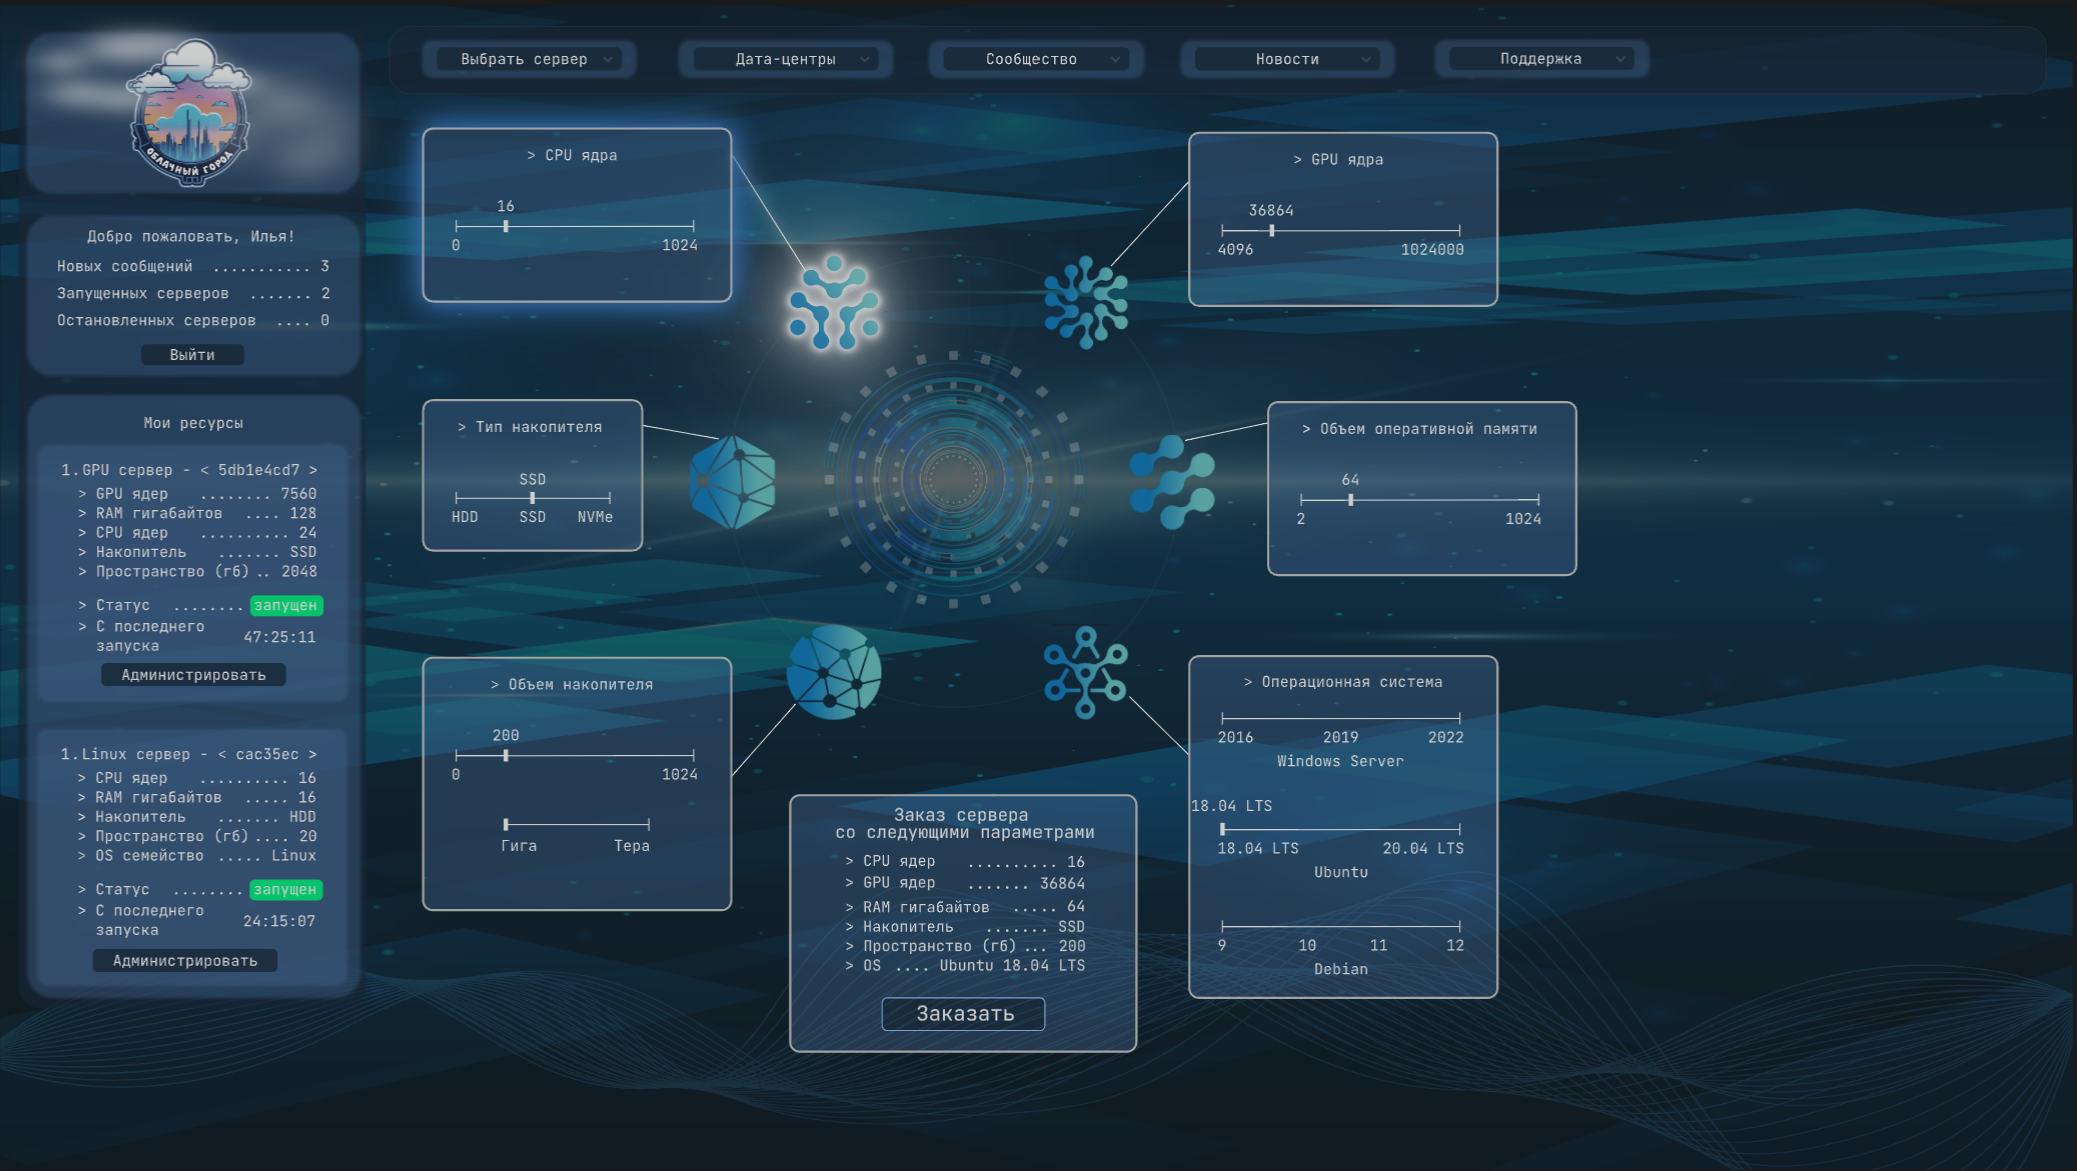 ОБЛАЧНЫЙ ГОРОД
Выбрать сервер
Дата-центры
Сообщество
Новости
Поддержка
Добро пожаловать, Илья!
Новых сообщений ........... 3
Запущенных серверов ....... 2
Остановленных серверов .... 0
Выйти
Мои ресурсы
1.GPU сервер - < 5db1e4cd7 >
> GPU ядер ........ 7560
> RAM гигабайтов .... 128
> CPU ядер .......... 24
> Накопитель ....... SSD
> Пространство (гб) .. 2048
> Статус ........ запущен
> С последнего
запуска 47:25:11
Администрировать
1.Linux сервер - < cac35ec >
> CPU ядер .......... 16
> RAM гигабайтов ..... 16
> Накопитель ....... HDD
> Пространство (гб) .... 20
> OS семейство ..... Linux
> Статус ........ запущен
> С последнего
запуска 24:15:07
Администрировать
> CPU ядра
16
0 1024
> GPU ядра
36864
4096 1024000
> Тип накопителя
SSD
HDD SSD NVMe
> Объем оперативной памяти
64
2 1024
> Объем накопителя
200
0 1024
Гига Тера
> Операционная система
2016 2019 2022
Windows Server
18.04 LTS
18.04 LTS 20.04 LTS
Ubuntu
9 10 11 12
Debian
Заказ сервера
со следующими параметрами
> CPU ядер .......... 16
> GPU ядер ....... 36864
> RAM гигабайтов ..... 64
> Накопитель ....... SSD
> Пространство (гб) ... 200
> OS .... Ubuntu 18.04 LTS
Заказать